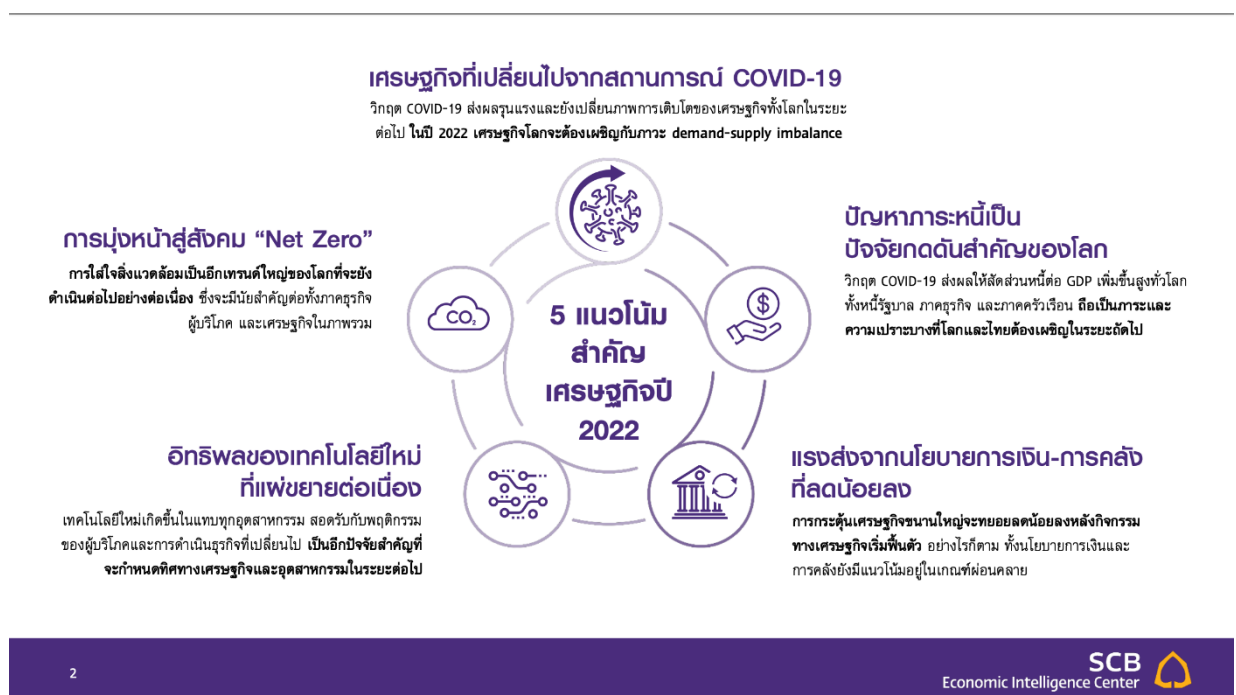 เศรษฐกิจที่เปลี่ยนไปจากสถานการณ์ COVID-19
วิกฤต COVID-19 ส่งผลรุนแรงและยังเปลี่ยนภาพการเติบโตของเศรษฐกิจทั้งโลกในระยะ
ต่อไป ในปี 2022 เศรษฐกิจโลกจะต้องเผชิญกับภาวะ demand-supply imbalance
ปัญหาภาระหนี้เป็น
ปัจจัยกดดันสำคัญของโลก
วิกฤต COVID-19 ส่งผลให้สัดส่วนหนี้ต่อ GDP เพิ่มขึ้นสูงทั่วโลก
ทั้งหนี้รัฐบาล ภาคธุรกิจ และภาคครัวเรือน ถือเป็นภาระและ
ความเปราะบางที่โลกและไทยต้องเผชิญในระยะถัดไป
แรงส่งจากนโยบายการเงิน-การคลัง
ที่ลดน้อยลง
การกระตุ้นเศรษฐกิจขนานใหญ่จะทยอยลดน้อยลงหลังกิจกรรม
ทางเศรษฐกิจเริ่มฟื้นตัว อย่างไรก็ตาม ทั้งนโยบายการเงินและ
การคลังยังมีแนวโน้มอยู่ในเกณฑ์ผ่อนคลาย
อิทธิพลของเทคโนโลยีใหม่
ที่แผ่ขยายต่อเนื่อง
เทคโนโลยีใหม่เกิดขึ้นในแทบทุกอุตสาหกรรม สอดรับกับพฤติกรรม
ของผู้บริโภคและการดำเนินธุรกิจที่เปลี่ยนไป เป็นอีกปัจจัยสำคัญที่
จะกำหนดทิศทางเศรษฐกิจและอุตสาหกรรมในระยะต่อไป
การมุ่งหน้าสู่สังคม “Net Zero”
การใส่ใจสิ่งแวดล้อมเป็นอีกเทรนด์ใหญ่ของโลกที่จะยัง
ดำเนินต่อไปอย่างต่อเนื่อง ซึ่งจะมีนัยสำคัญต่อทั้งภาคธุรกิจ
ผู้บริโภค และเศรษฐกิจในภาพรวม
CO₂
$
5 แนวโน้ม
สำคัญ
เศรษฐกิจปี
2022
2
SCB
Economic Intelligence Center